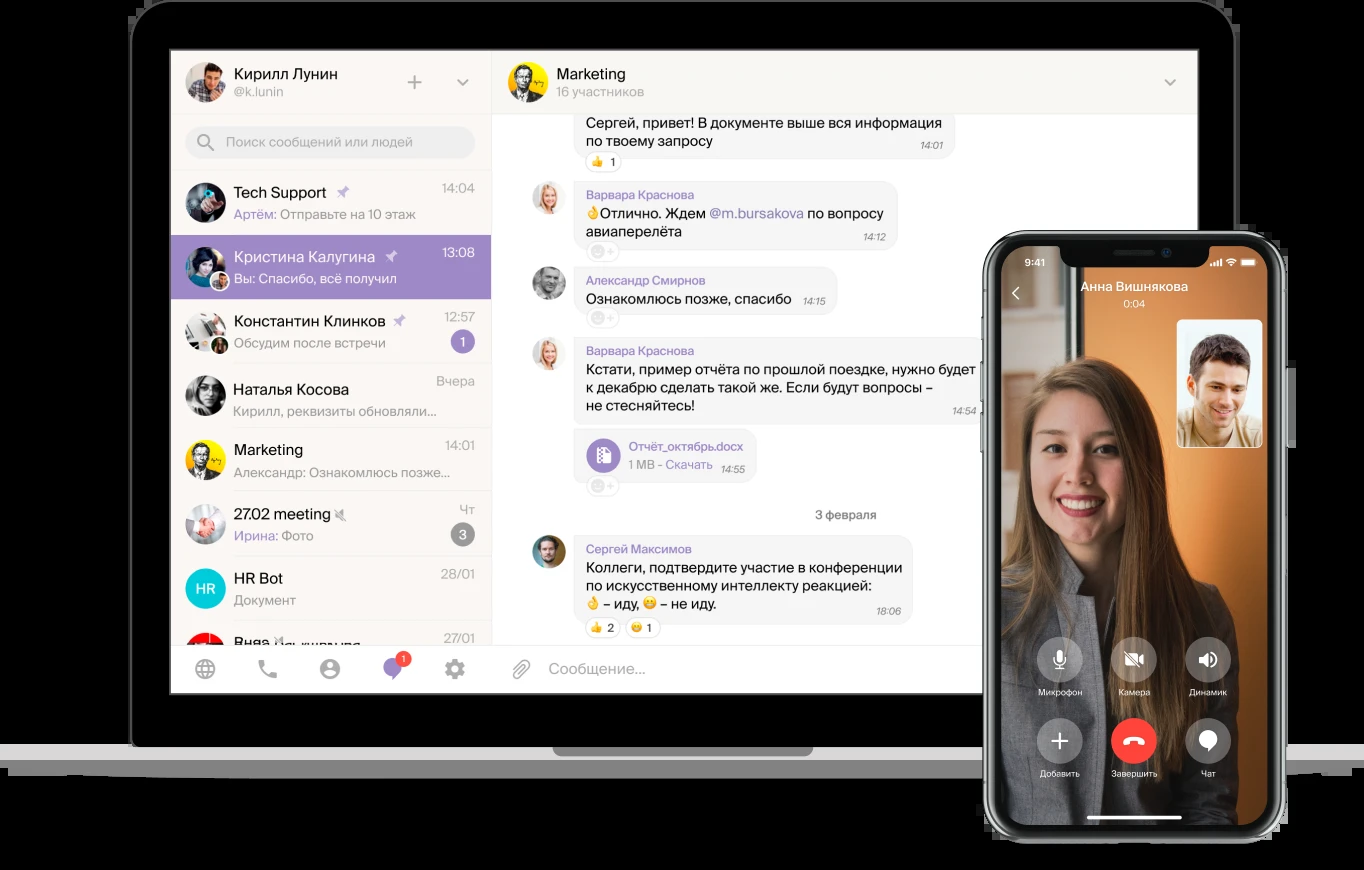 Кирилл Лунин
@k.lunin
Поиск сообщений или людей
Tech Support
14:04
Артём: Отправьте на 10 этаж
Кристина Калугина
13:08
Вы: Спасибо, всё получил
Константин Клинков
12:57
Обсудим после встречи
1
Наталья Косова
Вчера
Кирилл, реквизиты обновляли...
Marketing
14:01
Александр: Ознакомлюсь позже...
27.02 meeting
Чт
Ирина: Фото
3
HR
HR Bot
28/01
Документ
27/01
1
Marketing
16 участников
Сергей, привет! В документе выше вся информация
по твоему запросу
14:01
👍 1
Варвара Краснова
👌Отлично. Ждем @m.bursakova по вопросу
авиаперелёта
14:12
Александр Смирнов
Ознакомлюсь позже, спасибо
14:15
Варвара Краснова
Кстати, пример отчёта по прошлой поездке, нужно будет
к декабрю сделать такой же. Если будут вопросы –
не стесняйтесь!
14:54
Отчёт_октябрь.docx
1 MB - Скачать
14:55
3 февраля
Сергей Максимов
Коллеги, подтвердите участие в конференции
по искусственному интеллекту реакцией:
👌 – иду, 😁 – не иду.
18:06
👍 2 😁 1
Сообщение...
9:41
Анна Вишнякова
0:04
Микрофон
Камера
Динамик
Добавить
Завершить
Чат